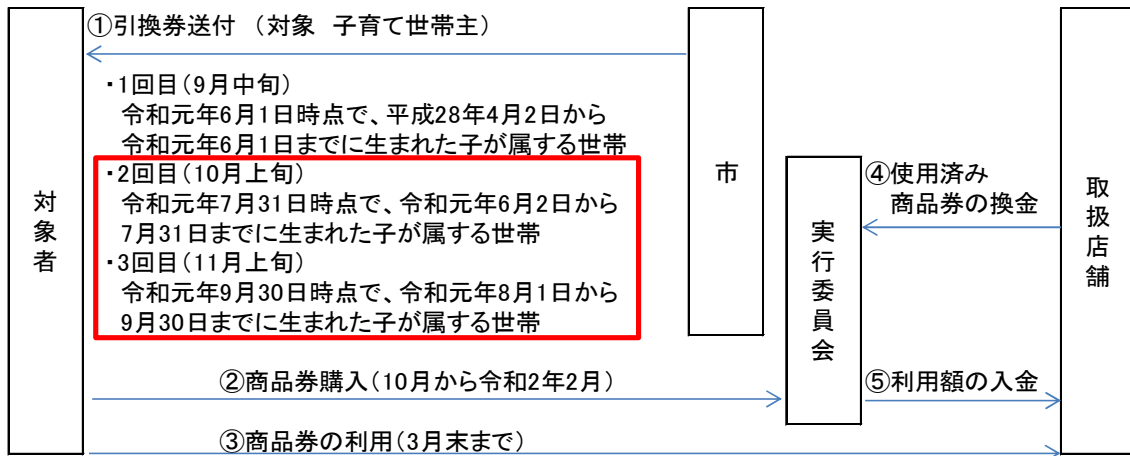 ①引換券送付 (対象 子育て世帯主)
・1回目(9月中旬)
令和元年6月1日時点で、平成28年4月2日から
令和元年6月1日までに生まれた子が属する世帯
・2回目(10月上旬)
令和元年7月31日時点で、令和元年6月2日から
7月31日までに生まれた子が属する世帯
・3回目(11月上旬)
令和元年9月30日時点で、令和元年8月1日から
9月30日までに生まれた子が属する世帯
対象者
市
実行委員会
④使用済み
商品券の換金
取扱店舗
②商品券購入(10月から令和2年2月)
⑤利用額の入金
③商品券の利用(3月末まで)